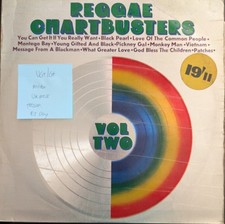 REGGAE
CHARTBUSTERS
You Can Get It If You Really Want•Black Pearl•Love Of The Common People•
Montego Bay•Young Gifted And Black•Pickney Gal•Monkey Man•Vietnam•
Message From A Blackman•What Greater Love•God Bless The Children•Patches
19'11
VOL
TWO